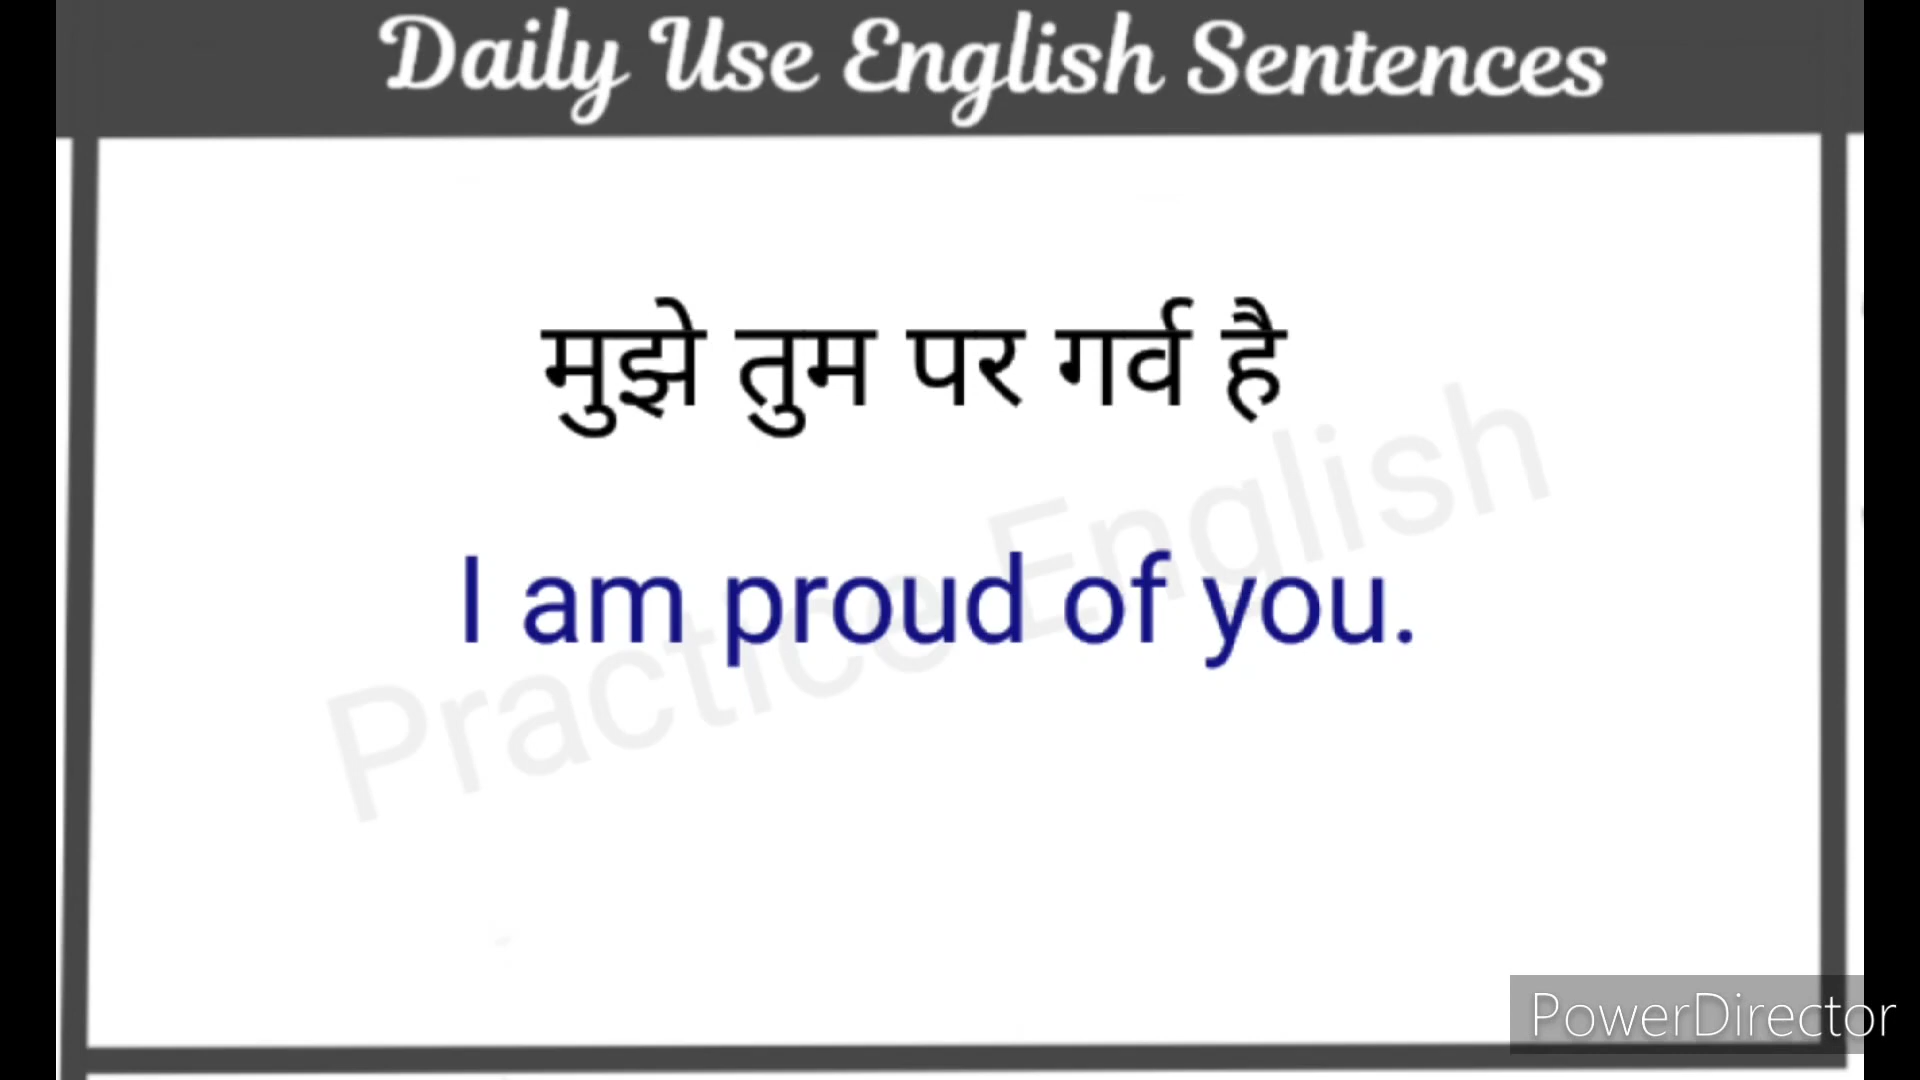 Daily Use English Sentences
मुझे तुम पर गर्व है
I am proud of you.
Practice English
PowerDirector